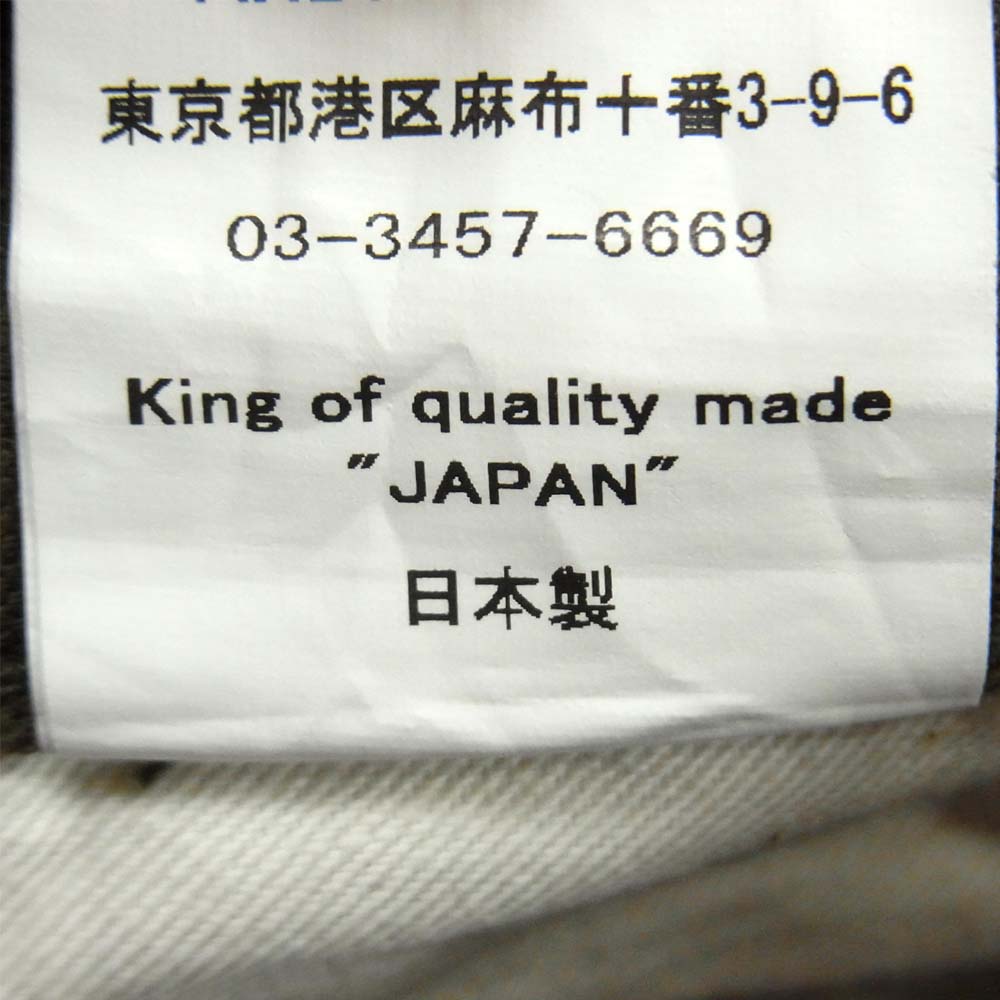 東京都港区麻布十番3-9-6
03-3457-6669
King of quality made
"JAPAN"
日本製